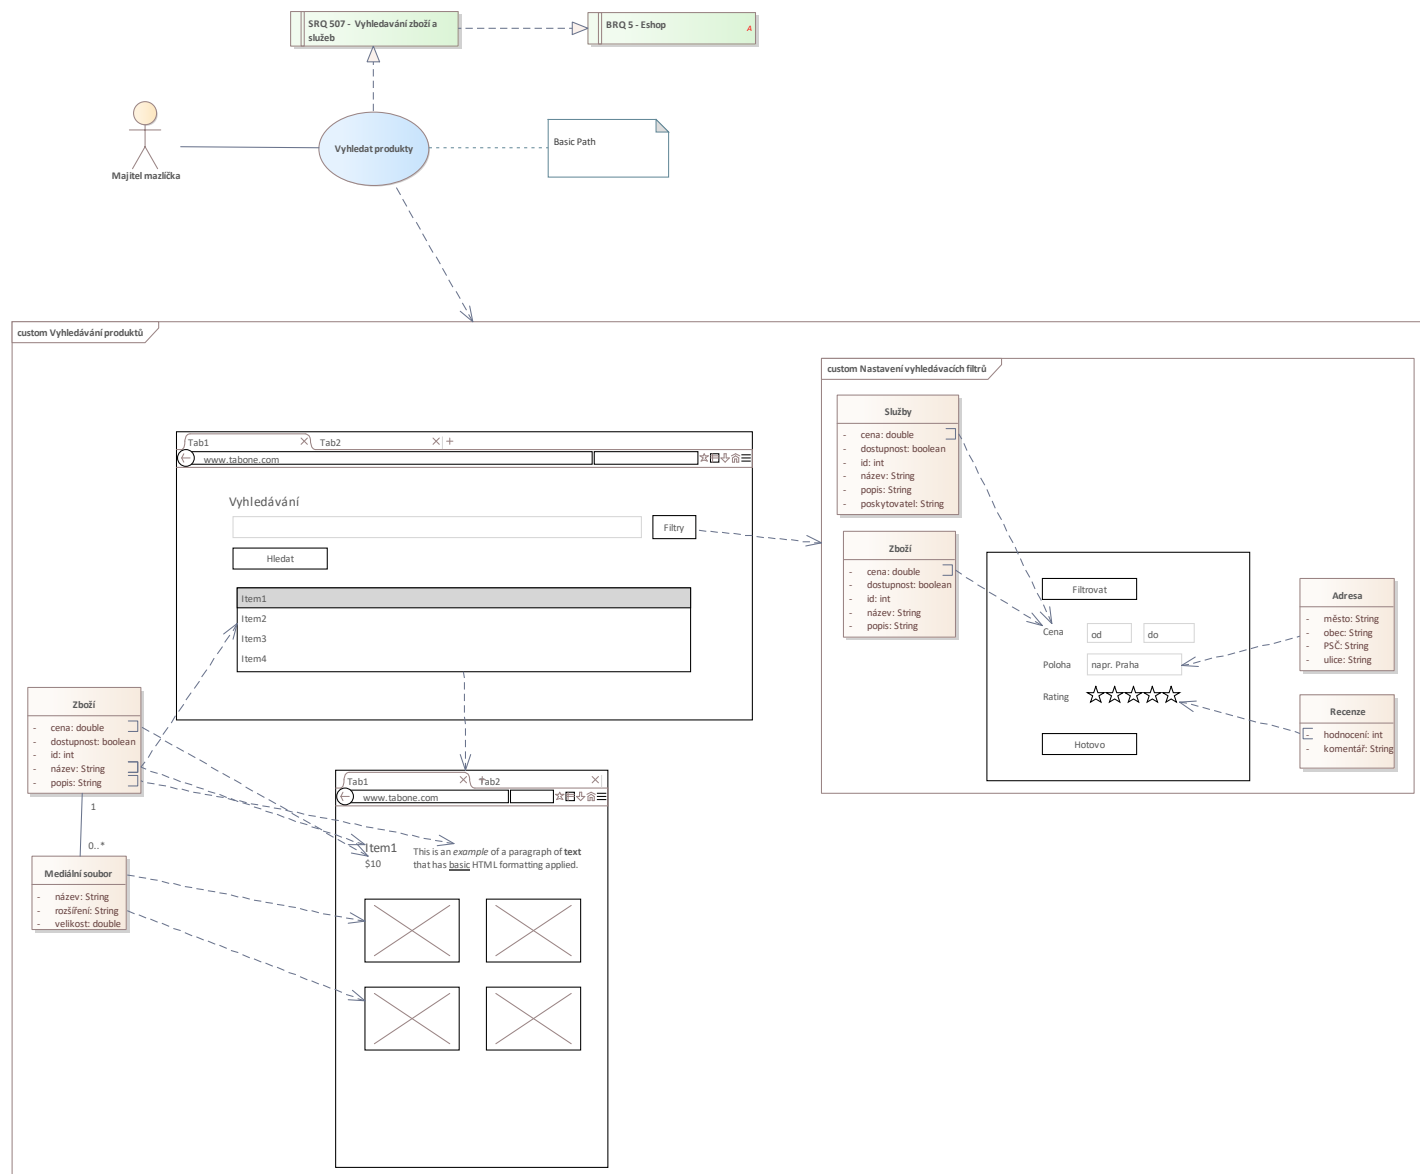 SRQ 507 - Vyhledavání zboží a
služeb
BRQ 5 - Eshop
A
Majitel mazlíčka
Vyhledat produkty
Basic Path
custom Vyhledávání produktů
custom Nastavení vyhledávacích filtrů
Služby
- cena: double
- dostupnost: boolean
- id: int
- název: String
- popis: String
- poskytovatel: String
Zboží
- cena: double
- dostupnost: boolean
- id: int
- název: String
- popis: String
Filtrovat
Cena od do
Poloha napr. Praha
Rating
Hotovo
Adresa
- město: String
- obec: String
- PSČ: String
- ulice: String
Recenze
- hodnocení: int
- komentář: String
Tab1 Tab2
www.tabone.com
Vyhledávání
Filtry
Hledat
Item1
Item2
Item3
Item4
Zboží
- cena: double
- dostupnost: boolean
- id: int
- název: String
- popis: String
1
0..*
Mediální soubor
- název: String
- rozšíření: String
- velikost: double
Tab1 Tab2
www.tabone.com
Item1
$10
This is an example of a paragraph of text
that has basic HTML formatting applied.